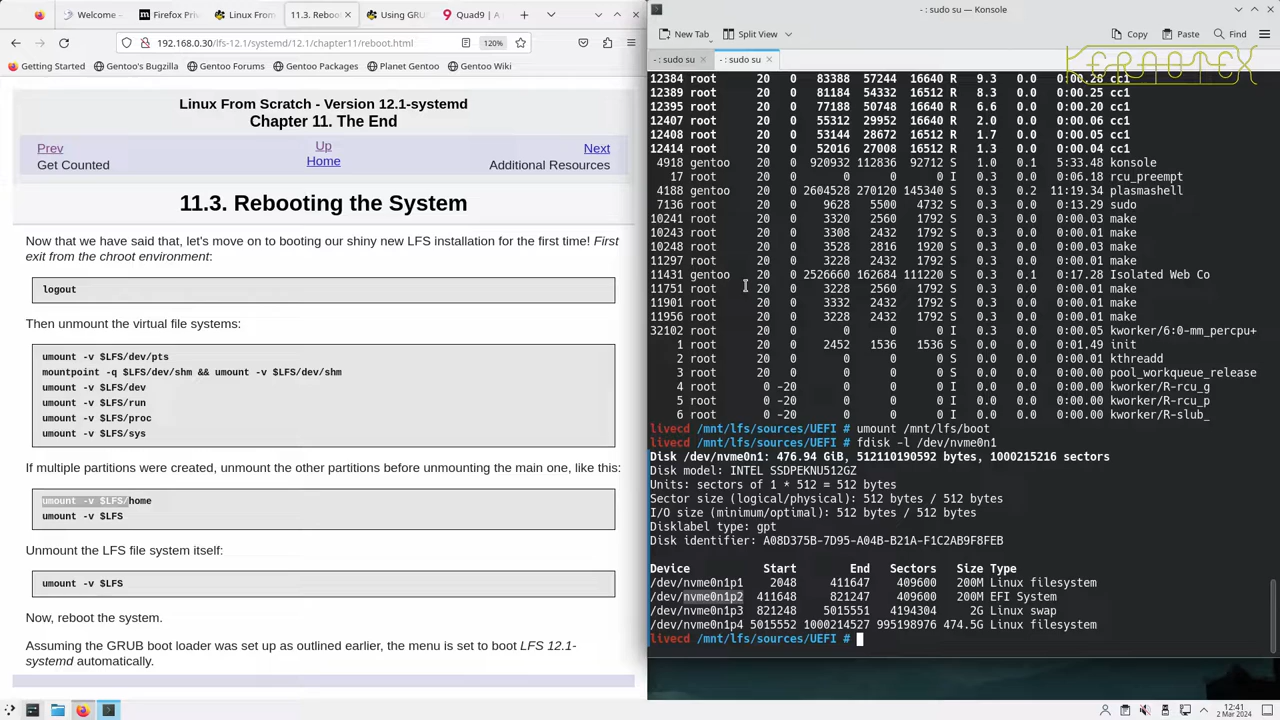 Welcome —
Firefox Priv
Linux From
11.3. Reboo
Using GRU
Quad9 | A
192.168.0.30/lfs-12.1/systemd/12.1/chapter11/reboot.html
120%
Getting Started
Gentoo's Bugzilla
Gentoo Forums
Gentoo Packages
Planet Gentoo
Gentoo Wiki
Linux From Scratch - Version 12.1-systemd
Chapter 11. The End
Prev
Up
Next
Get Counted
Home
Additional Resources
11.3. Rebooting the System
Now that we have said that, let's move on to booting our shiny new LFS installation for the first time! First
exit from the chroot environment:
logout
Then unmount the virtual file systems:
umount -v $LFS/dev/pts
mountpoint -q $LFS/dev/shm && umount -v $LFS/dev/shm
umount -v $LFS/dev
umount -v $LFS/run
umount -v $LFS/proc
umount -v $LFS/sys
If multiple partitions were created, unmount the other partitions before unmounting the main one, like this:
umount -v $LFS/home
umount -v $LFS
Unmount the LFS file system itself:
umount -v $LFS
Now, reboot the system.
Assuming the GRUB boot loader was set up as outlined earlier, the menu is set to boot LFS 12.1-
systemd automatically.
- : sudo su — Konsole
New Tab
Split View
Copy
Paste
Find
- : sudo su
- : sudo su
KERNOTEX
12384 root 20 0 83388 57244 16640 R 9.3 0.0 0:00.28 cc1
12389 root 20 0 81184 54332 16512 R 8.3 0.0 0:00.25 cc1
12395 root 20 0 77188 50748 16640 R 6.6 0.0 0:00.20 cc1
12407 root 20 0 55312 29952 16640 R 2.0 0.0 0:00.06 cc1
12408 root 20 0 53144 28672 16512 R 1.7 0.0 0:00.05 cc1
12414 root 20 0 52016 27008 16512 R 1.3 0.0 0:00.04 cc1
4918 gentoo 20 0 920932 112836 92712 S 1.0 0.1 5:33.48 konsole
17 root 20 0 0 0 0 I 0.3 0.0 0:06.18 rcu_preempt
4188 gentoo 20 0 2604528 270120 145340 S 0.3 0.2 11:19.34 plasmashell
7136 root 20 0 9628 5500 4732 S 0.3 0.0 0:13.29 sudo
10241 root 20 0 3320 2560 1792 S 0.3 0.0 0:00.03 make
10243 root 20 0 3308 2432 1792 S 0.3 0.0 0:00.04 make
10248 root 20 0 3528 2816 1920 S 0.3 0.0 0:00.03 make
11297 root 20 0 3228 2432 1792 S 0.3 0.0 0:00.01 make
11431 gentoo 20 0 2526660 162684 111220 S 0.3 0.1 0:17.28 Isolated Web Co
11751 root 20 0 3228 2560 1792 S 0.3 0.0 0:00.01 make
11901 root 20 0 3332 2432 1792 S 0.3 0.0 0:00.01 make
11956 root 20 0 3228 2432 1792 S 0.3 0.0 0:00.01 make
32102 root 20 0 0 0 0 I 0.3 0.0 0:00.05 kworker/6:0-mm_percpu+
1 root 20 0 2452 1536 1536 S 0.0 0.0 0:01.49 init
2 root 20 0 0 0 0 S 0.0 0.0 0:00.01 kthreadd
3 root 20 0 0 0 0 S 0.0 0.0 0:00.00 pool_workqueue_release
4 root 0 -20 0 0 0 I 0.0 0.0 0:00.00 kworker/R-rcu_g
5 root 0 -20 0 0 0 I 0.0 0.0 0:00.00 kworker/R-rcu_p
6 root 0 -20 0 0 0 I 0.0 0.0 0:00.00 kworker/R-slub_
livecd /mnt/lfs/sources/UEFI # umount /mnt/lfs/boot
livecd /mnt/lfs/sources/UEFI # fdisk -l /dev/nvme0n1
Disk /dev/nvme0n1: 476.94 GiB, 512110190592 bytes, 1000215216 sectors
Disk model: INTEL SSDPEKNU512GZ
Units: sectors of 1 * 512 = 512 bytes
Sector size (logical/physical): 512 bytes / 512 bytes
I/O size (minimum/optimal): 512 bytes / 512 bytes
Disklabel type: gpt
Disk identifier: A08D375B-7D95-A04B-B21A-F1C2AB9F8FEB
Device Start End Sectors Size Type
/dev/nvme0n1p1 2048 411647 409600 200M Linux filesystem
/dev/nvme0n1p2 411648 821247 409600 200M EFI System
/dev/nvme0n1p3 821248 5015551 4194304 2G Linux swap
/dev/nvme0n1p4 5015552 1000214527 995198976 474.5G Linux filesystem
livecd /mnt/lfs/sources/UEFI #
12:41
2 Mar 2024